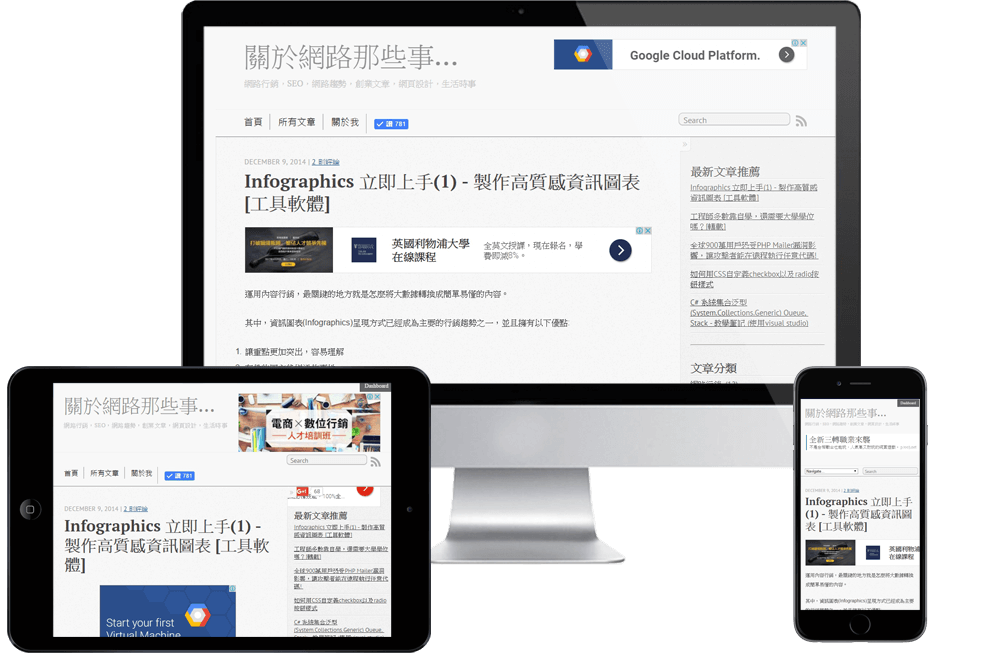 關於網路那些事...
網路行銷、SEO、網路趨勢、創業文章、網頁設計、生活時事
Google Cloud Platform.
首頁
所有文章
關於我
讚 781
Search
DECEMBER 9, 2014 | 2 則評論
Infographics 立即上手(1) - 製作高質感資訊圖表
[工具軟體]
英國利物浦大學
在線課程
全英文授課，現在報名，學
費即減8%。
運用內容行銷，最關鍵的地方就是怎麼將大數據轉換成簡單易懂的內容。
其中，資訊圖表(Infographics)呈現方式已經成為主要的行銷趨勢之一，並且擁有以下優點:
1. 讓重點更加突出，容易理解
最新文章推薦
Infographics 立即上手(1) - 製作高質感
資訊圖表 [工具軟體]
工程師多數靠自學，還需要大學學位
嗎？[轉載]
全球900萬用戶恐受PHP Mailer漏洞影
響，讓攻擊者能在遠程執行任意代碼!
如何用CSS自定義checkbox以及radio按
鈕樣式
C# 系統集合泛型
(System.Collections.Generic) Queue,
Stack - 教學筆記 (使用visual studio)
文章分類
Dashboard
關於網路那些事...
網路行銷、SEO、網路趨勢、創業文章、網頁設計、生活時事
電商×數位行銷
人才培訓班
Search
首頁
所有文章
關於我
讚 781
DECEMBER 9, 2014 | 2 則評論
Infographics 立即上手(1) -
製作高質感資訊圖表 [工具軟
體]
Start your first
Virtual Machine
G+1
68
最新文章推薦
Infographics 立即上手(1) - 製作高質
感資訊圖表 [工具軟體]
工程師多數靠自學，還需要大學學位
嗎？[轉載]
全球900萬用戶恐受PHP Mailer漏洞
影響，讓攻擊者能在遠程執行任意代
碼!
如何用CSS自定義checkbox以及radio
按鈕樣式
C# 系統集合泛型
(System.Collections.Generic) Queue,
Dashboard
關於網路那些事...
全新三轉職業來襲
Navigate...
Search
DECEMBER 9, 2014 | 2 則評論
Infographics 立即上手
(1) - 製作高質感資訊圖
表 [工具軟體]
英國利物浦
在線課程
運用內容行銷，最關鍵的地方就是怎麼將大數據轉換
成簡單易懂的內容。
其中，資訊圖表(Infographics)呈現方式已經成為主要